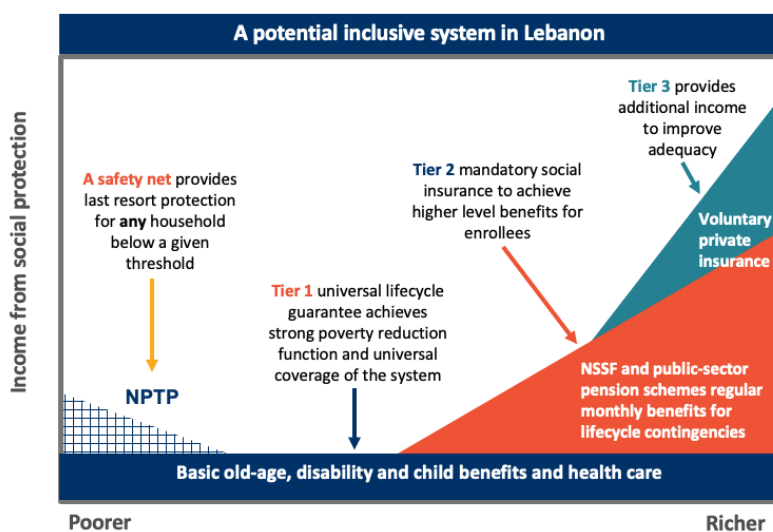 A potential inclusive system in Lebanon
Income from social protection
A safety net provides
last resort protection
for any household
below a given
threshold
NPTP
Tier 1 universal lifecycle
guarantee achieves
strong poverty reduction
function and universal
coverage of the system
Tier 2 mandatory social
insurance to achieve
higher level benefits for
enrollees
Tier 3 provides
additional income
to improve
adequacy
Voluntary
private
insurance
NSSF and public-sector
pension schemes regular
monthly benefits for
lifecycle contingencies
Basic old-age, disability and child benefits and health care
Poorer
Richer